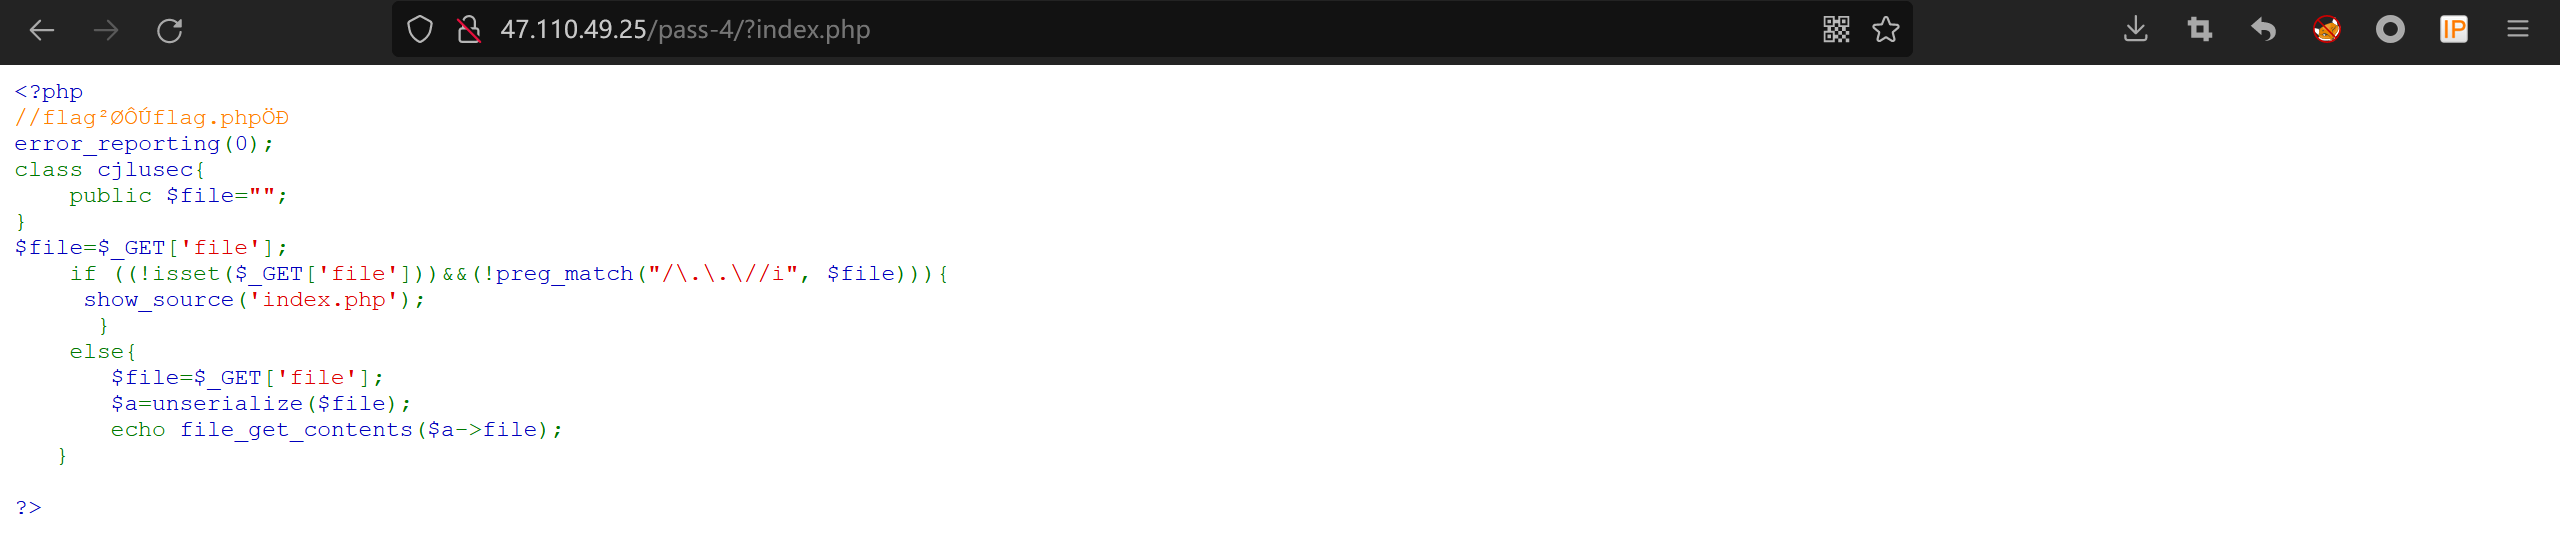 47.110.49.25/pass-4/?index.php
IP
<?php
//flag²ØÔÚflag.phpÖÐ
error_reporting(0);
class cjlusec{
    public $file="";
}
$file=$_GET['file'];
    if ((!isset($_GET['file']))&&(!preg_match("/\.\.\//i", $file))){
     show_source('index.php');
      }
    else{
       $file=$_GET['file'];
       $a=unserialize($file);
       echo file_get_contents($a->file);
   }
?>